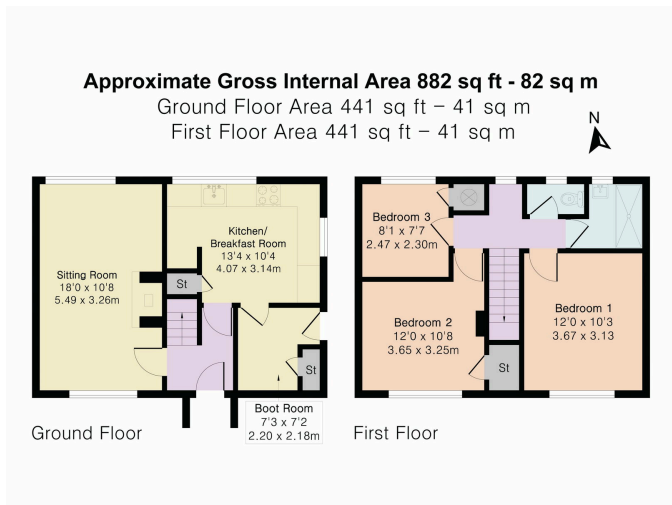 Approximate Gross Internal Area 882 sq ft - 82 sq m
Ground Floor Area 441 sq ft – 41 sq m
First Floor Area 441 sq ft – 41 sq m
N
Sitting Room
18'0 x 10'8
5.49 x 3.26m
Kitchen/
Breakfast Room
13'4 x 10'4
4.07 x 3.14m
St
St
Boot Room
7'3 x 7'2
2.20 x 2.18m
Ground Floor
Bedroom 3
8'1 x 7'7
2.47 x 2.30m
Bedroom 2
12'0 x 10'8
3.65 x 3.25m
Bedroom 1
12'0 x 10'3
3.67 x 3.13
St
First Floor